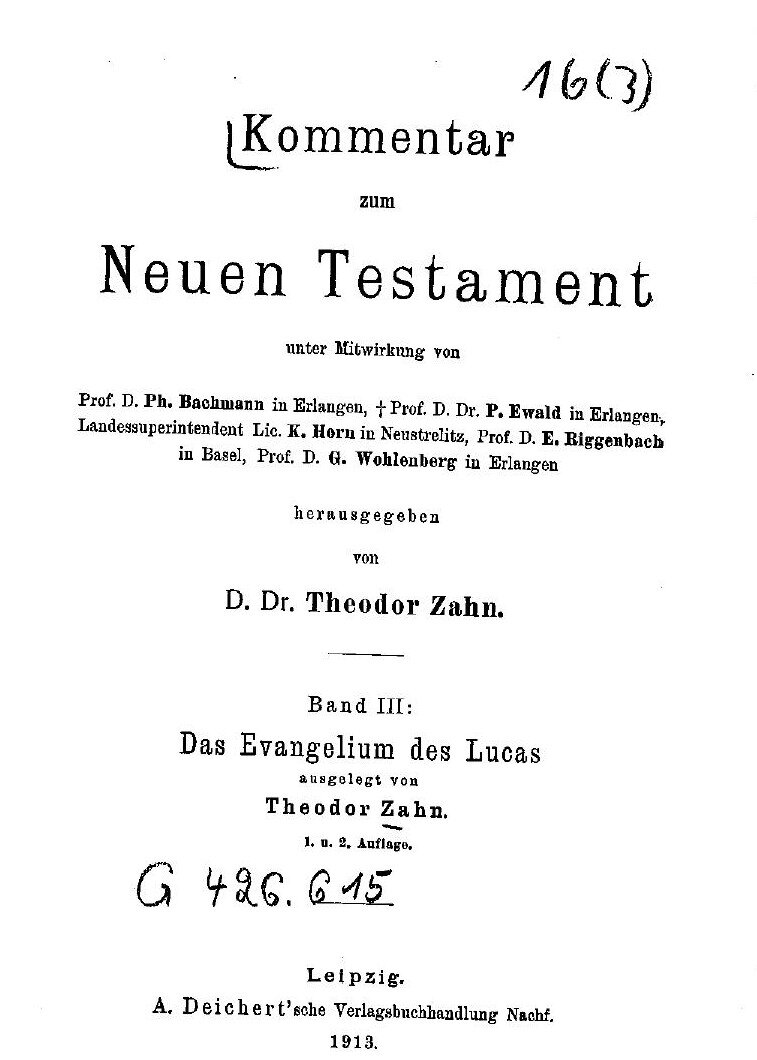 16(3)
Kommentar
zum
Neuen Testament
unter Mitwirkung von
Prof. D. Ph. Bachmann in Erlangen, † Prof. D. Dr. P. Ewald in Erlangen,
Landessuperintendent Lic. K. Horn in Neustrelitz, Prof. D. E. Riggenbach
in Basel, Prof. D. G. Wohlenberg in Erlangen
herausgegeben
von
D. Dr. Theodor Zahn.
Band III:
Das Evangelium des Lucas
ausgelegt von
Theodor Zahn.
1. u. 2. Auflage.
G 426. 615
Leipzig.
A. Deichert'sche Verlagsbuchhandlung Nachf.
1913.